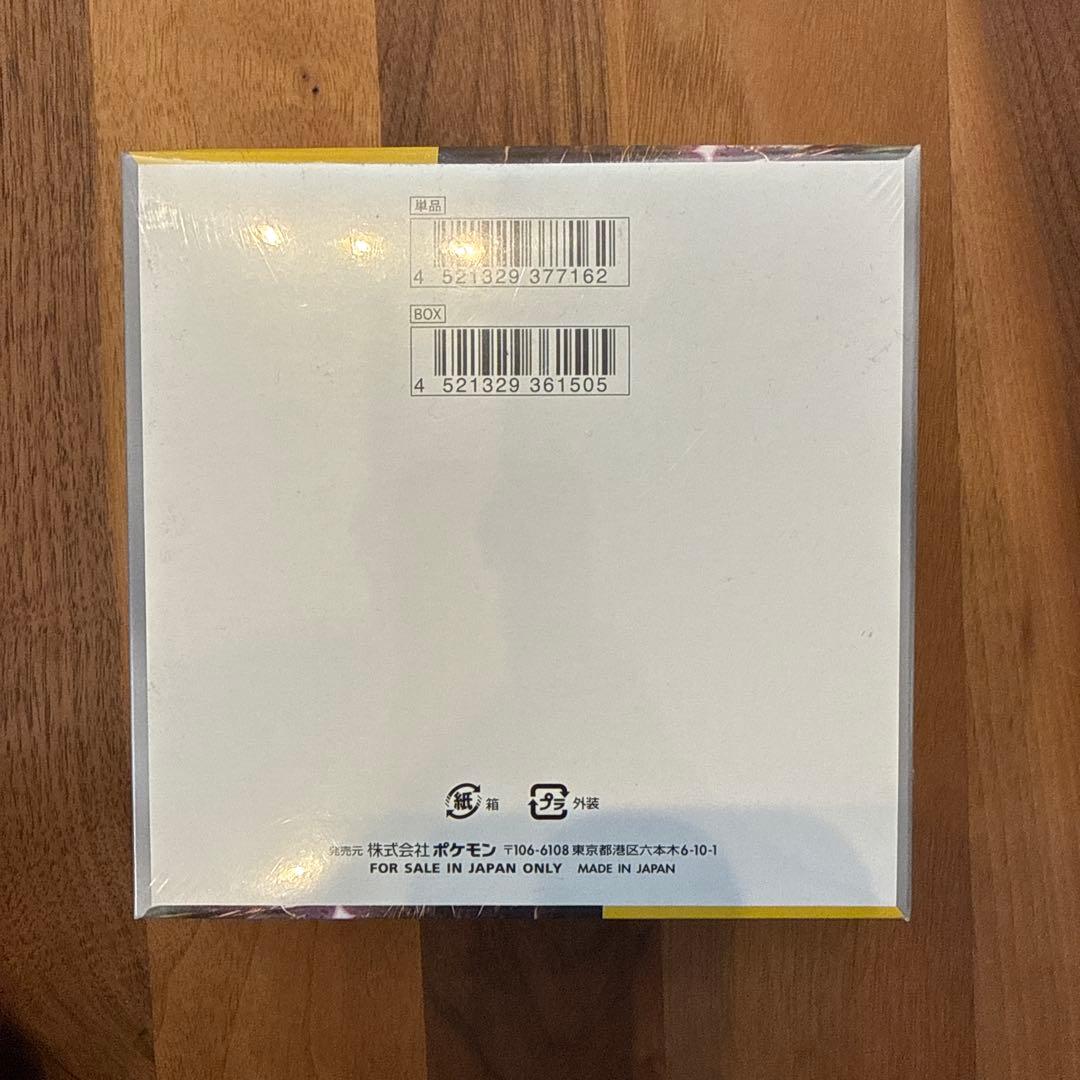 単品
4 521329 377162
BOX
4 521329 361505
紙 箱 プラ 外装
発売元 株式会社 ポケモン 〒106-6108 東京都港区六本木6-10-1
FOR SALE IN JAPAN ONLY MADE IN JAPAN